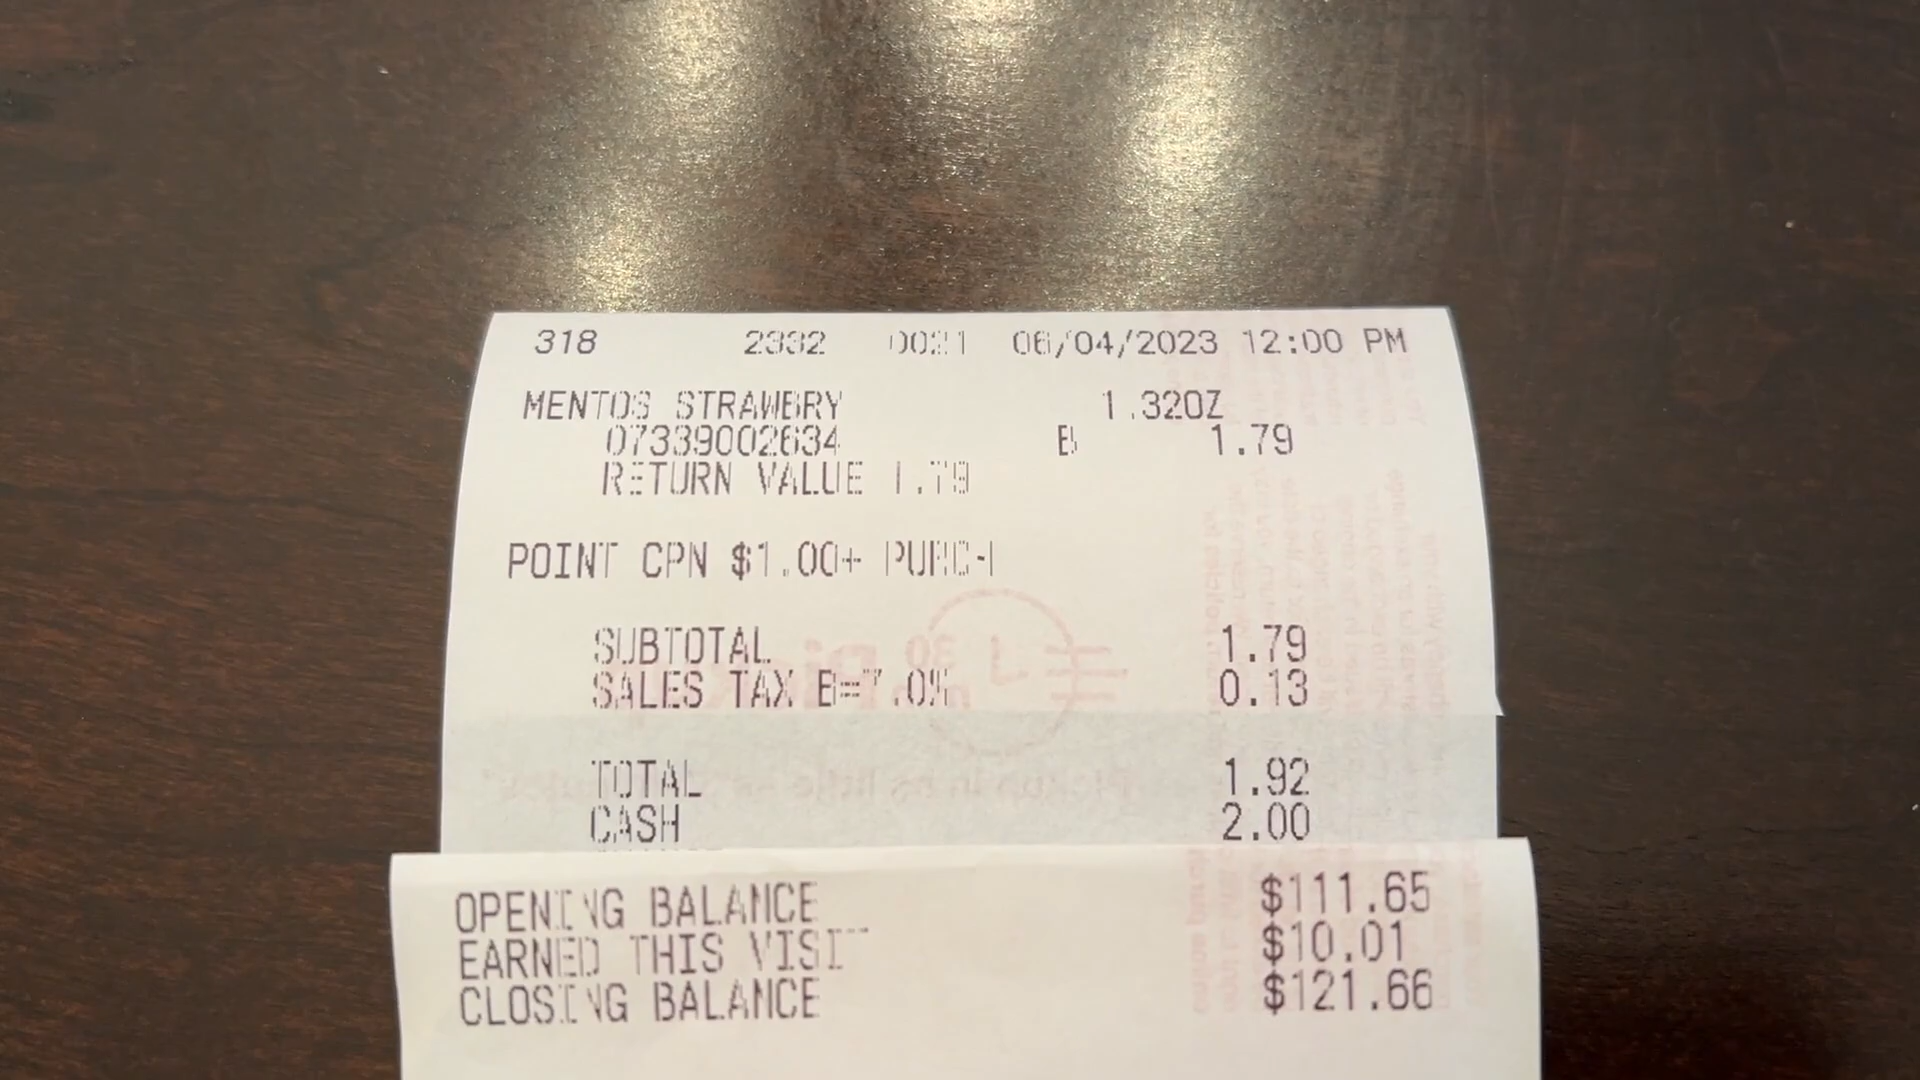 318 2332 0021 06/04/2023 12:00 PM
MENTOS STRAWBRY 1.32OZ
07339002634 B 1.79
RETURN VALUE 1.79
POINT CPN $1.00+ PURCH
SUBTOTAL 1.79
SALES TAX B=7.0% 0.13
TOTAL 1.92
CASH 2.00
OPENING BALANCE $111.65
EARNED THIS VISIT $10.01
CLOSING BALANCE $121.66